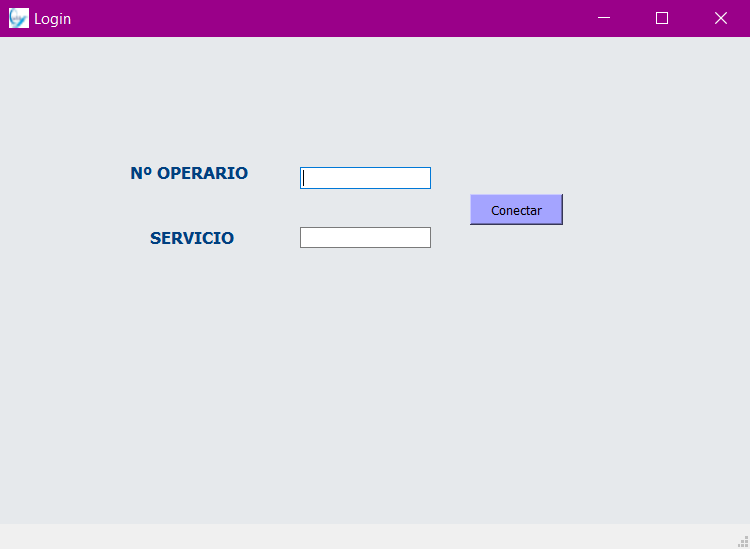 Login
Nº OPERARIO
Conectar
SERVICIO